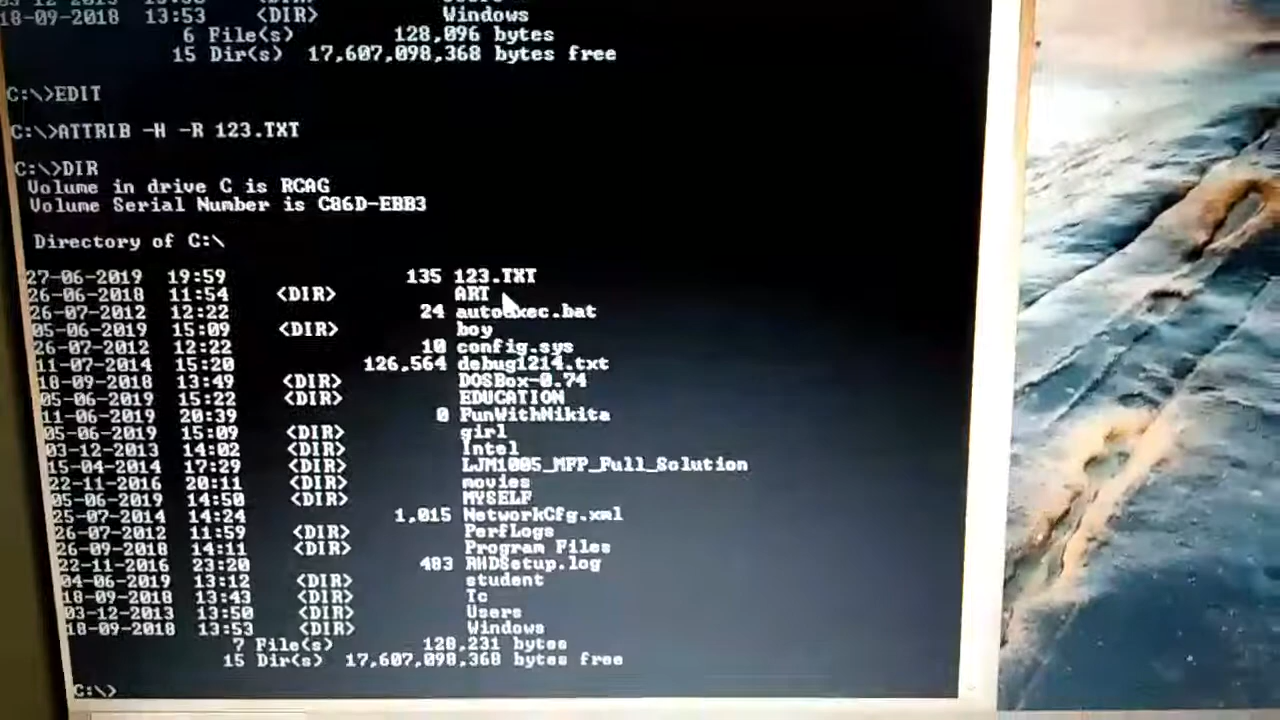 18-09-2018 13:53 <DIR> Windows
6 File(s) 128,096 bytes
15 Dir(s) 17,607,098,368 bytes free
C:\>EDIT
C:\>ATTRIB -H -R 123.TXT
C:\>DIR
Volume in drive C is RCAG
Volume Serial Number is C86D-EBB3
Directory of C:\
27-06-2019 19:59 135 123.TXT
26-06-2018 11:54 <DIR> ART
26-07-2012 12:22 24 autoexec.bat
05-06-2019 15:09 <DIR> boy
26-07-2012 12:22 10 config.sys
11-07-2014 15:20 126,564 debug1214.txt
18-09-2018 13:49 <DIR> DOSBox-0.74
05-06-2019 15:22 <DIR> EDUCATION
11-06-2019 20:39 0 FunWithNikita
05-06-2019 15:09 <DIR> girl
03-12-2013 14:02 <DIR> Intel
15-04-2014 17:29 <DIR> LJM1005_MFP_Full_Solution
22-11-2016 20:11 <DIR> movies
05-06-2019 14:50 <DIR> MYSELF
25-07-2014 14:24 1,015 NetworkCfg.xml
26-07-2012 11:59 <DIR> PerfLogs
26-09-2018 14:11 <DIR> Program Files
22-11-2016 23:20 483 RHDSetup.log
04-06-2019 13:12 <DIR> student
18-09-2018 13:43 <DIR> Tc
03-12-2013 13:50 <DIR> Users
18-09-2018 13:53 <DIR> Windows
7 File(s) 128,231 bytes
15 Dir(s) 17,607,098,368 bytes free
C:\>